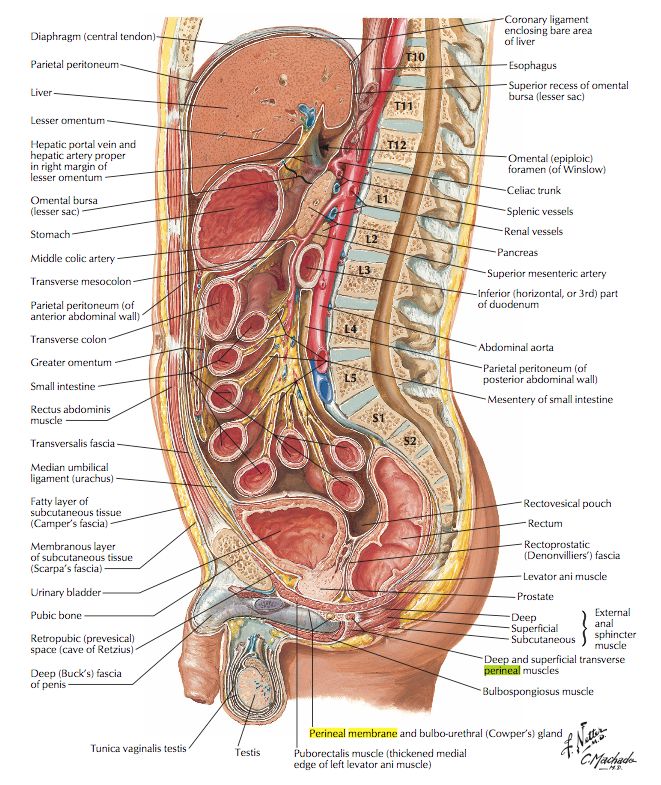 Diaphragm (central tendon)
Parietal peritoneum
Liver
Lesser omentum
Hepatic portal vein and
hepatic artery proper
in right margin of
lesser omentum
Omental bursa
(lesser sac)
Stomach
Middle colic artery
Transverse mesocolon
Parietal peritoneum (of
anterior abdominal wall)
Transverse colon
Greater omentum
Small intestine
Rectus abdominis
muscle
Transversalis fascia
Median umbilical
ligament (urachus)
Fatty layer of
subcutaneous tissue
(Camper's fascia)
Membranous layer
of subcutaneous tissue
(Scarpa's fascia)
Urinary bladder
Pubic bone
Retropubic (prevesical)
space (cave of Retzius)
Deep (Buck's) fascia
of penis
Tunica vaginalis testis
Testis
T10
T11
T12
L1
L2
L3
L4
L5
S1
S2
Coronary ligament
enclosing bare area
of liver
Esophagus
Superior recess of omental
bursa (lesser sac)
Omental (epiploic)
foramen (of Winslow)
Celiac trunk
Splenic vessels
Renal vessels
Pancreas
Superior mesenteric artery
Inferior (horizontal, or 3rd) part
of duodenum
Abdominal aorta
Parietal peritoneum (of
posterior abdominal wall)
Mesentery of small intestine
Rectovesical pouch
Rectum
Rectoprostatic
(Denonvilliers') fascia
Levator ani muscle
Prostate
Deep
Superficial
Subcutaneous
External
anal
sphincter
muscle
Deep and superficial transverse
perineal muscles
Bulbospongiosus muscle
Perineal membrane and bulbo-urethral (Cowper's) gland
Puborectalis muscle (thickened medial
edge of left levator ani muscle)
F. Netter
M.D.
C. Machado
M.D.